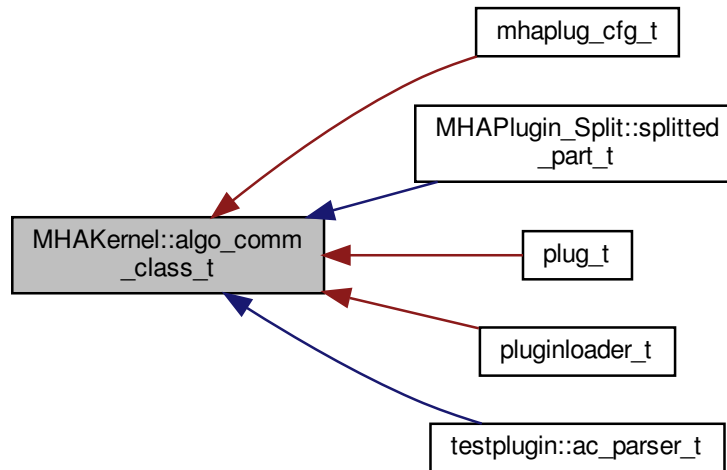 mhaplug_cfg_t
MHAPlugin_Split::splitted
_part_t
MHAKernel::algo_comm
_class_t
plug_t
pluginloader_t
testplugin::ac_parser_t